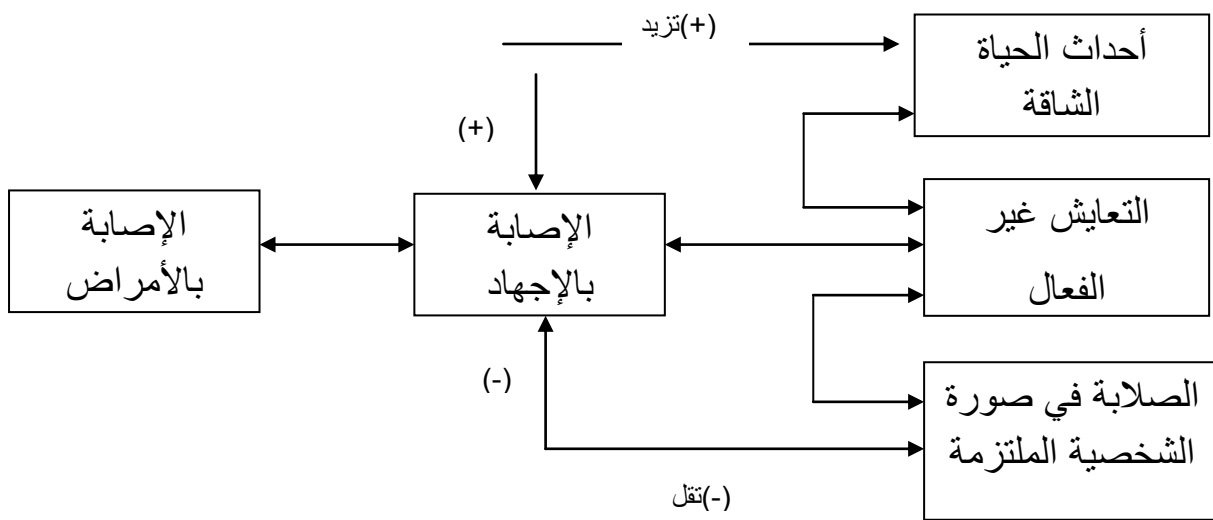 تزيد(+)
أحداث الحياة
الشاقة
(+)
الإصابة
بالأمراض
الإصابة
بالإجهاد
التعايش غير
الفعال
(-)
الصلابة في صورة
الشخصية الملتزمة
تقل(-)